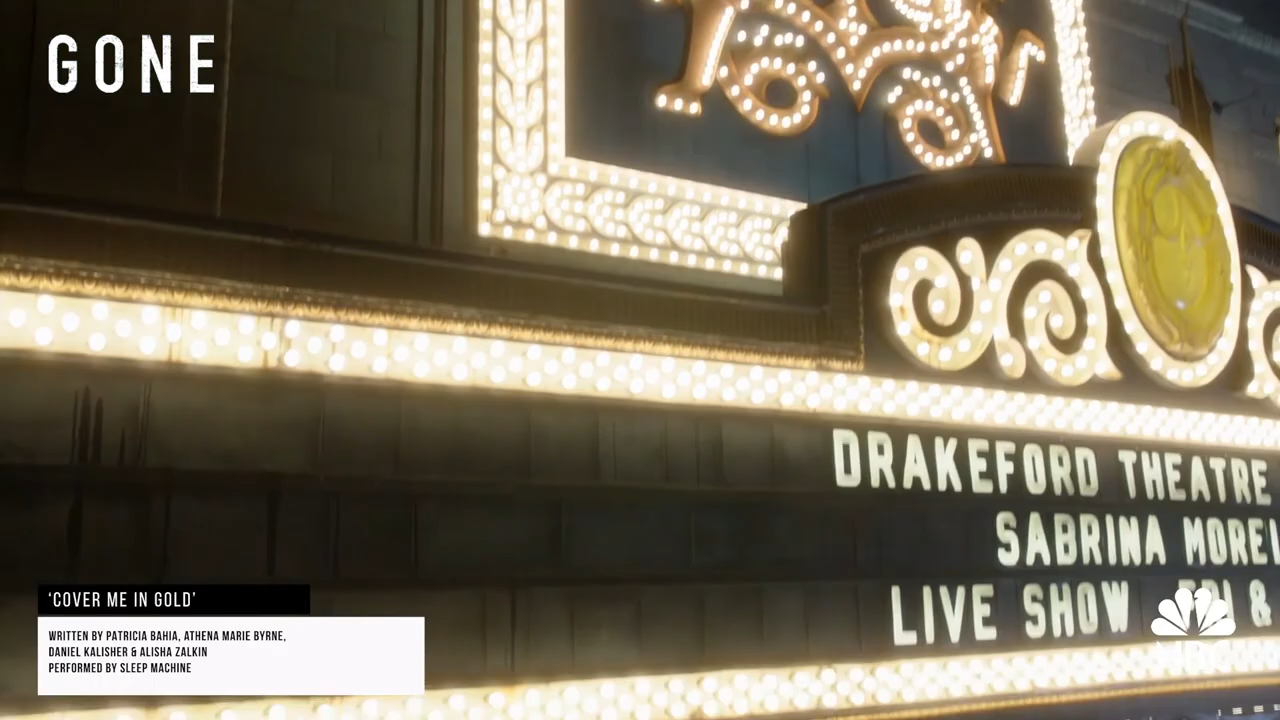 GONE
DRAKEFORD THEATRE
SABRINA
LIVE SHOW &
‘COVER ME IN GOLD’
WRITTEN BY PATRICIA BAHIA, ATHENA MARIE BYRNE,
DANIEL KALISHER & ALISHA ZALKIN
PERFORMED BY SLEEP MACHINE